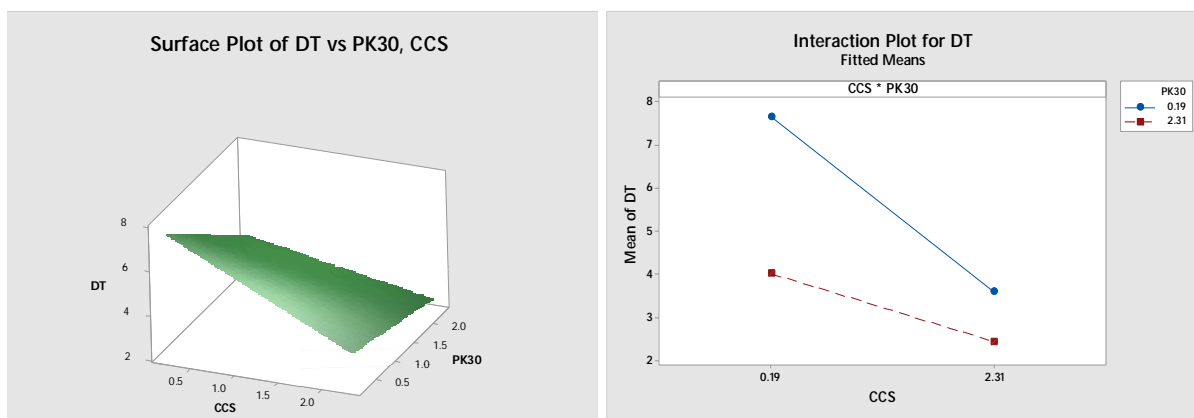 Surface Plot of DT vs PK30, CCS
8
6
DT
4
2
2.0
1.5
PK30
1.0
0.5
0.5
1.0
1.5
2.0
CCS
Interaction Plot for DT
Fitted Means
CCS * PK30
PK30
0.19
2.31
8
7
6
5
4
3
2
Mean of DT
0.19
2.31
CCS